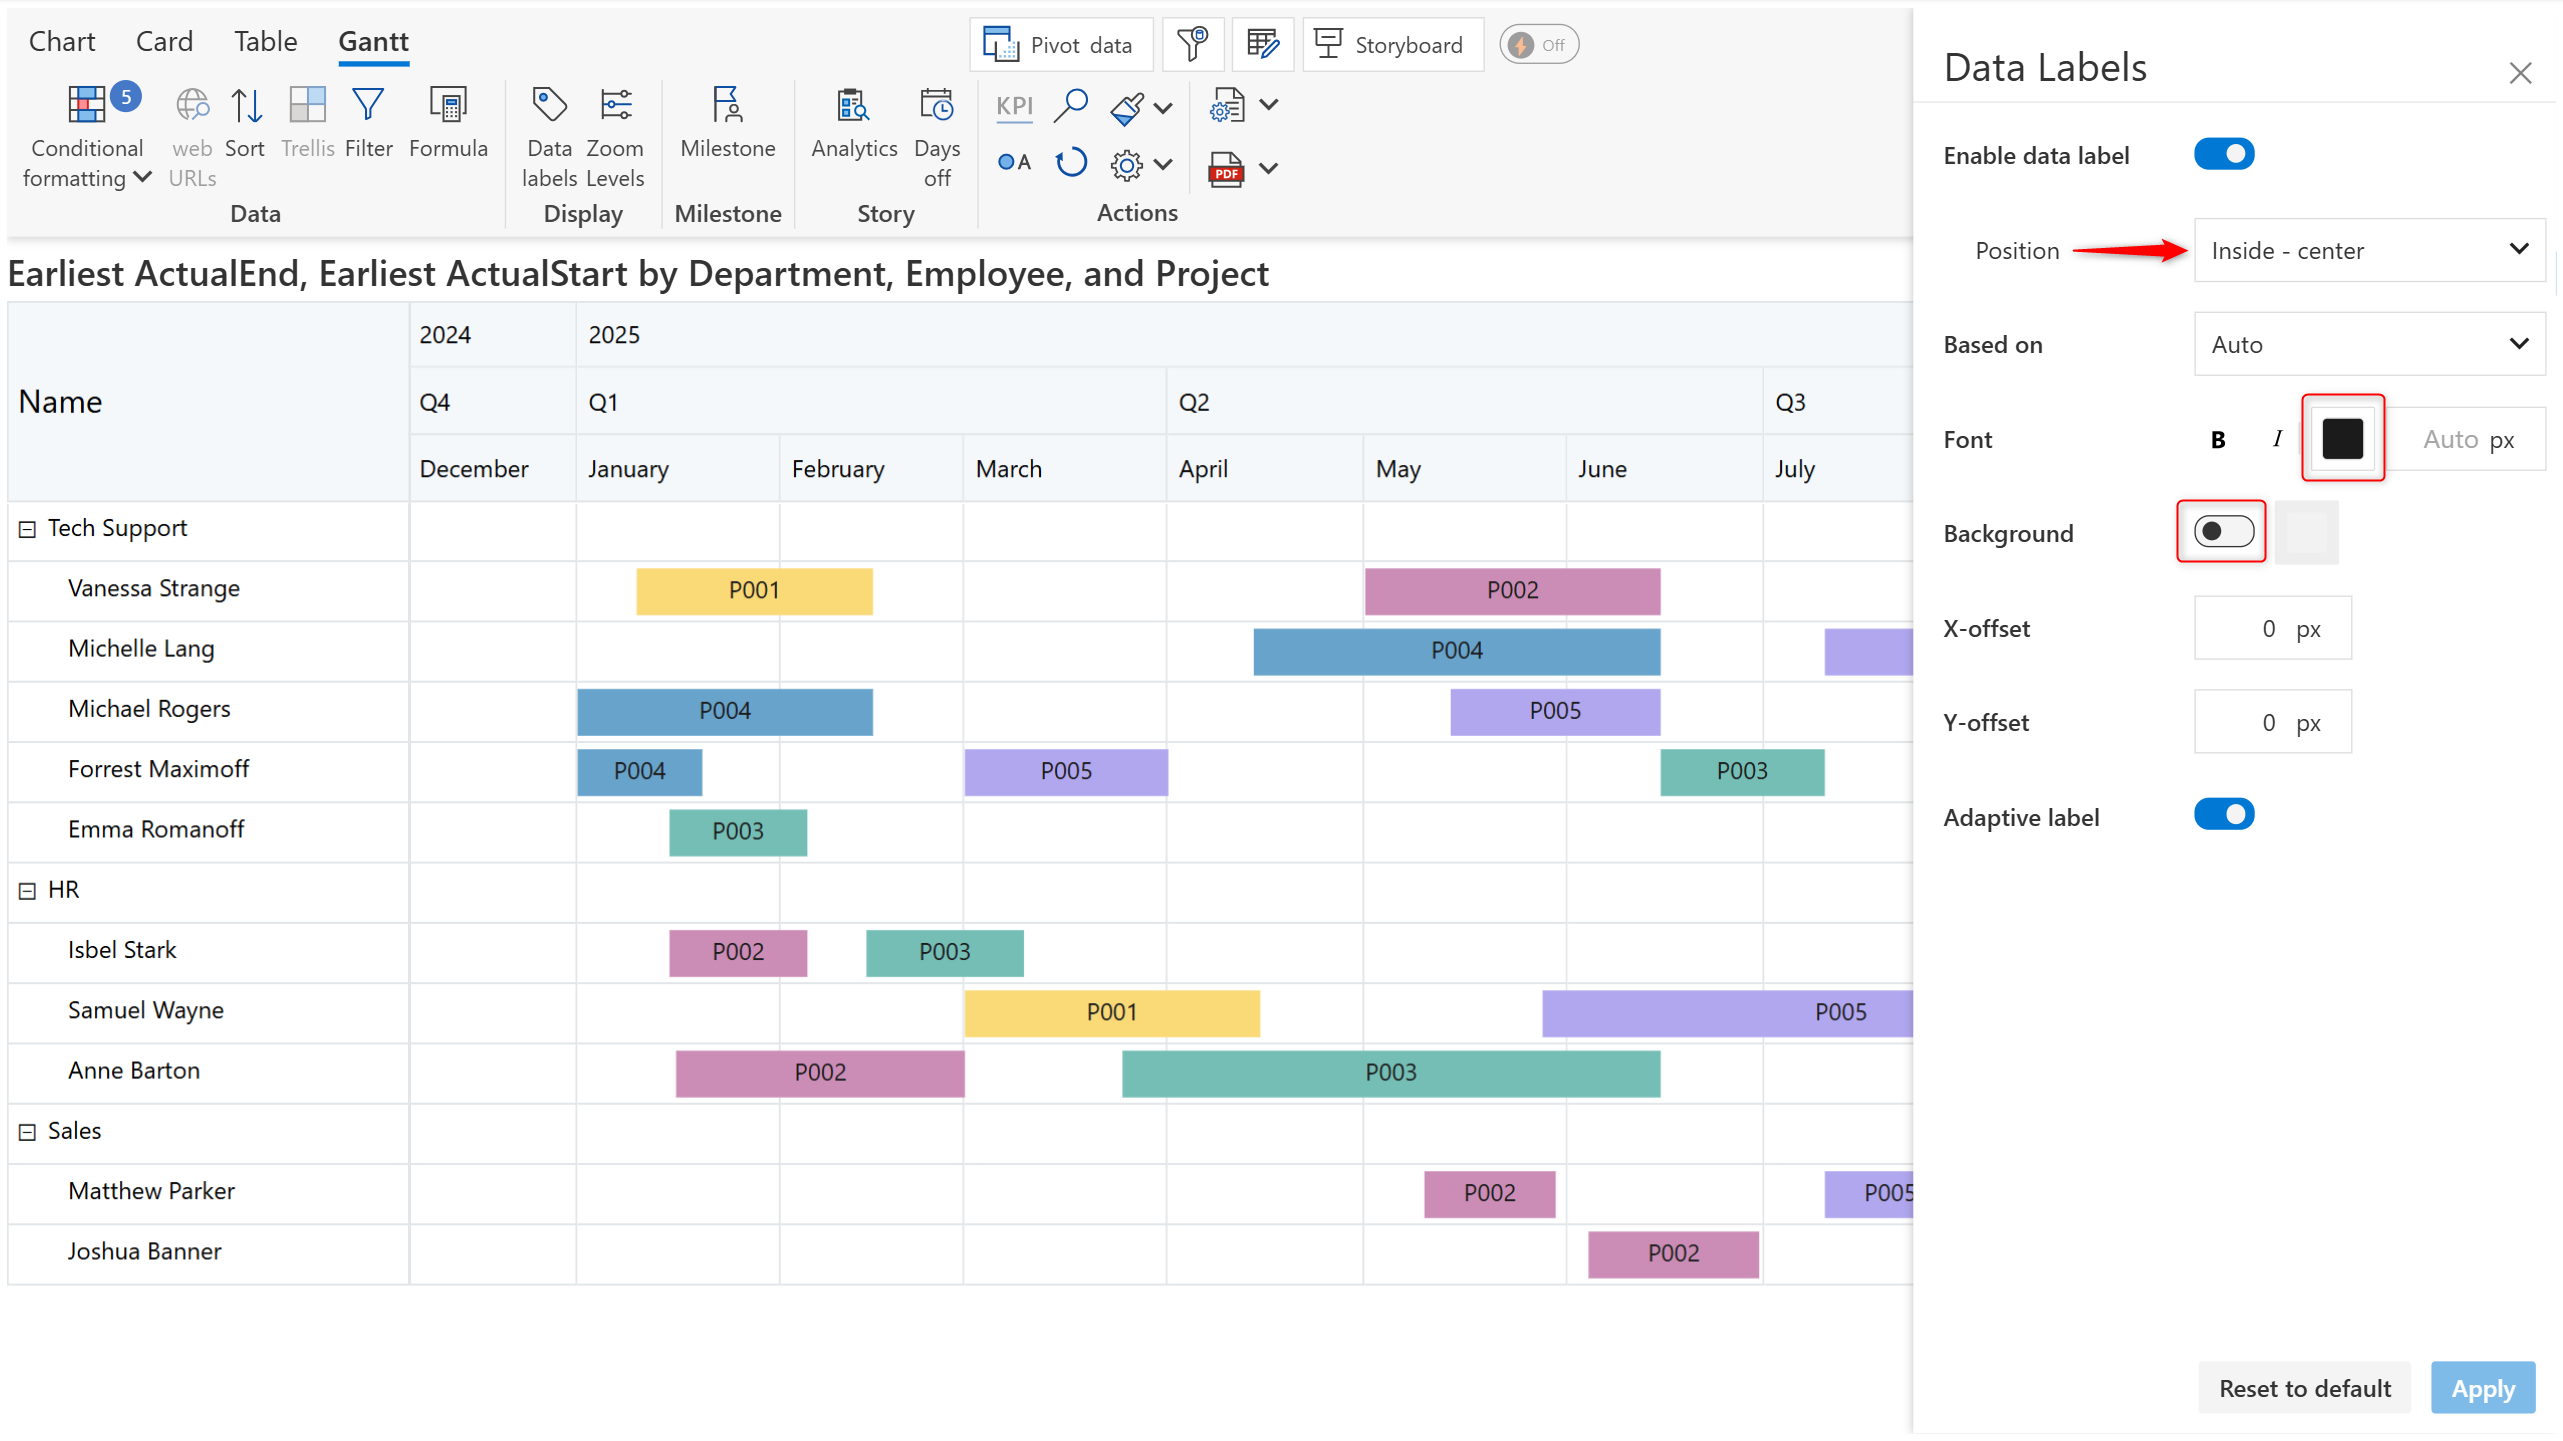 Chart Card Table Gantt
Pivot data
Storyboard
Off
5
Conditional formatting
web URLs
Sort
Trellis
Filter
Formula
Data
Data labels
Zoom Levels
Display
Milestone
Milestone
Analytics
Days off
Story
KPI
A
PDF
Actions
Earliest ActualEnd, Earliest ActualStart by Department, Employee, and Project
Name
2024 2025
Q4 Q1 Q2 Q3
December January February March April May June July
Tech Support
Vanessa Strange P001 P002
Michelle Lang P004
Michael Rogers P004 P005
Forrest Maximoff P004 P005 P003
Emma Romanoff P003
HR
Isbel Stark P002 P003
Samuel Wayne P001 P005
Anne Barton P002 P003
Sales
Matthew Parker P002 P005
Joshua Banner P002
Data Labels
Enable data label
Position Inside - center
Based on Auto
Font B I Auto px
Background
X-offset 0 px
Y-offset 0 px
Adaptive label
Reset to default Apply